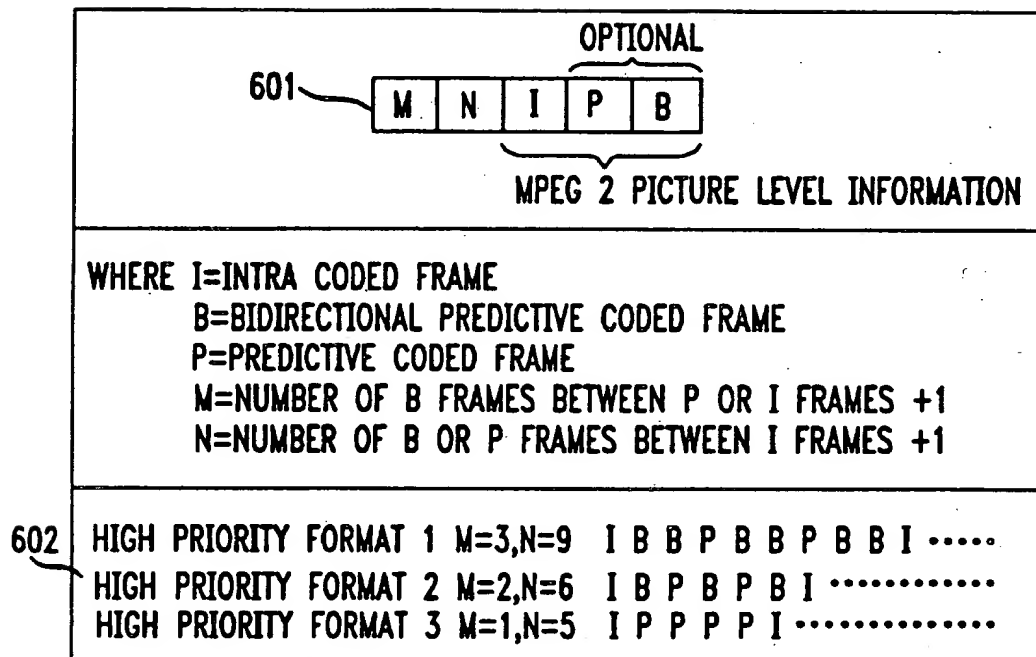 OPTIONAL
601
M N I P B
MPEG 2 PICTURE LEVEL INFORMATION
WHERE I=INTRA CODED FRAME
B=BIDIRECTIONAL PREDICTIVE CODED FRAME
P=PREDICTIVE CODED FRAME
M=NUMBER OF B FRAMES BETWEEN P OR I FRAMES +1
N=NUMBER OF B OR P FRAMES BETWEEN I FRAMES +1
602
HIGH PRIORITY FORMAT 1 M=3,N=9 I B B P B B P B B I .....
HIGH PRIORITY FORMAT 2 M=2,N=6 I B P B P B I .............
HIGH PRIORITY FORMAT 3 M=1,N=5 I P P P P I ...............